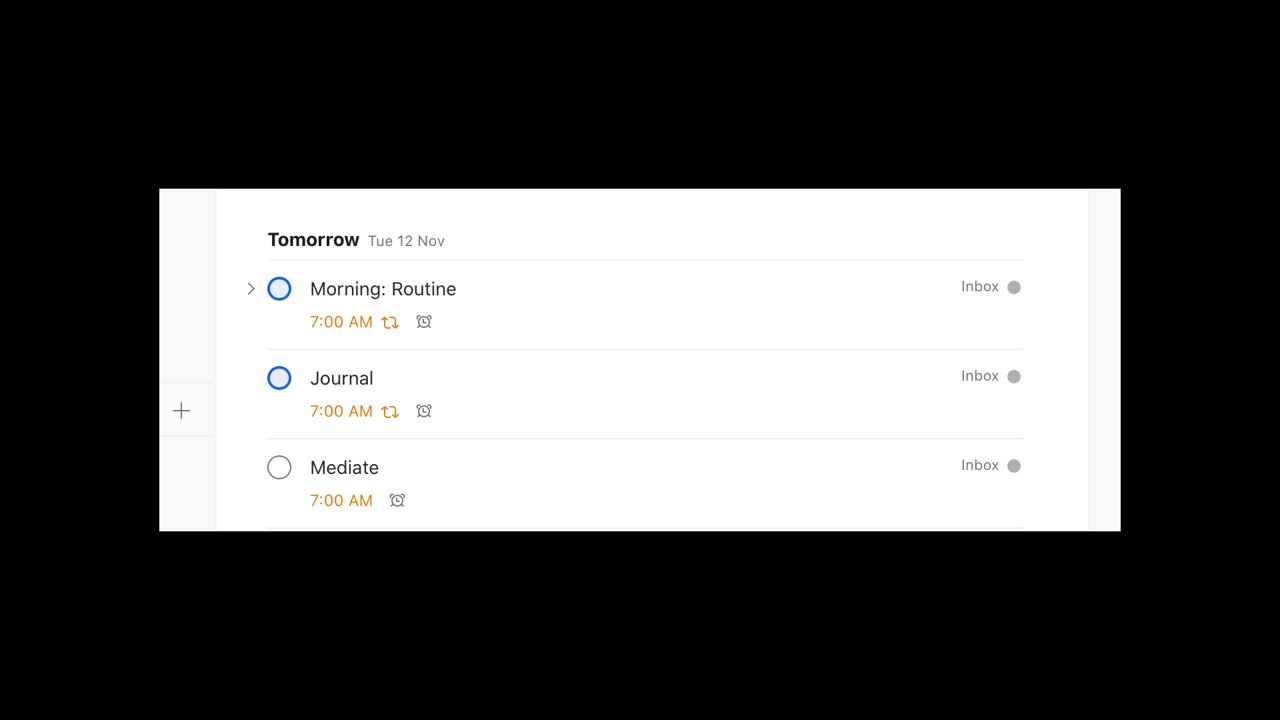 Tomorrow Tue 12 Nov
Morning: Routine Inbox
7:00 AM
Journal Inbox
7:00 AM
Mediate Inbox
7:00 AM